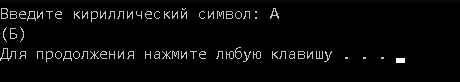 Введите кириллический символ: А
(Б)
Для продолжения нажмите любую клавишу . . .